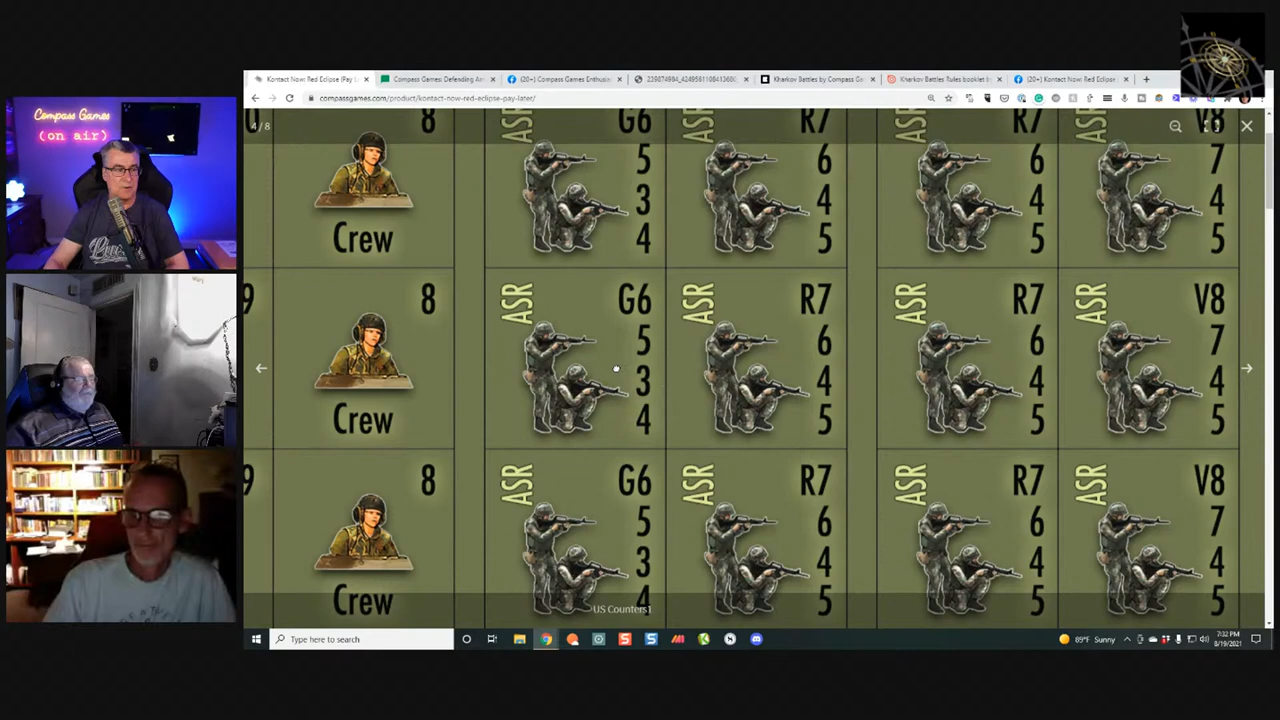 Compass Games
(on air)
Kontact Now: Red Eclipse (Pay L
Compass Games: Defending Am
(20+) Compass Games Enthusia
Kharkov Battles by Compass Ga
Kharkov Battles Rules booklet b
(20+) Kontact Now: Red Eclipse
compassgames.com/product/kontact-now-red-eclipse-pay-later/
4 / 8
8
Crew
ASR G6 5 3 4
ASR R7 6 4 5
ASR R7 6 4 5
ASR V8 7 4 5
9
8
Crew
ASR G6 5 3 4
ASR R7 6 4 5
ASR R7 6 4 5
ASR V8 7 4 5
9
8
Crew
ASR G6 5 3 4
ASR R7 6 4 5
ASR R7 6 4 5
ASR V8 7 4 5
US Counters1
Type here to search
89°F Sunny
7:32 PM
8/19/2021